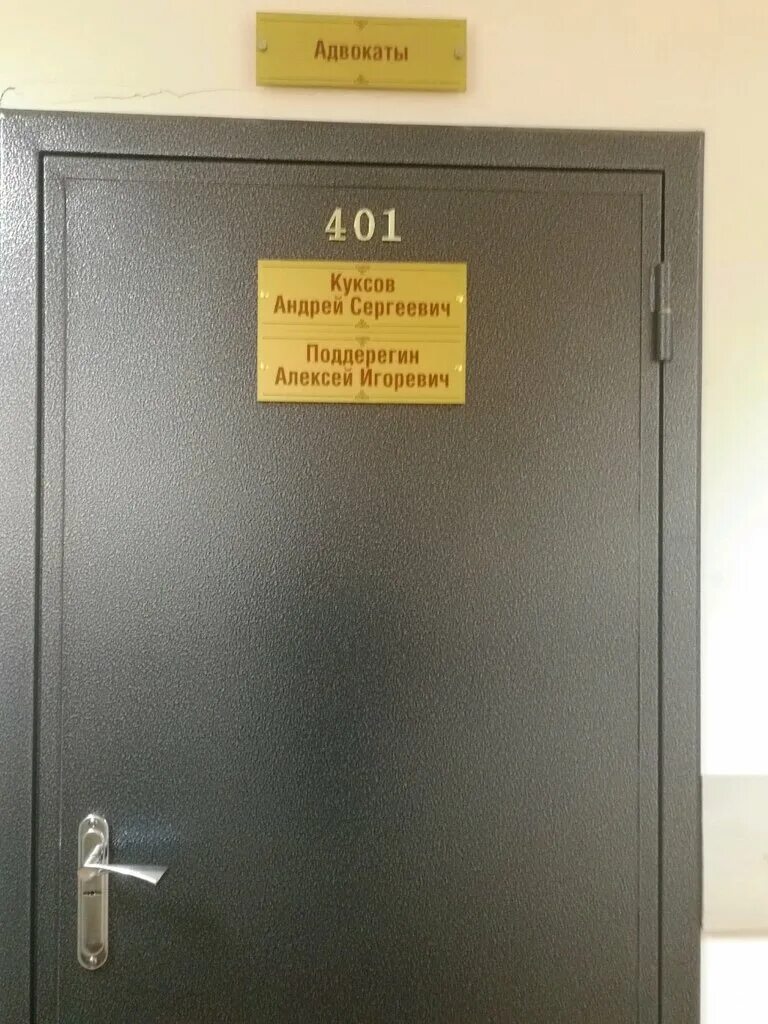 Адвокаты
401
Куксов
Андрей Сергеевич
Поддерегин
Алексей Игоревич